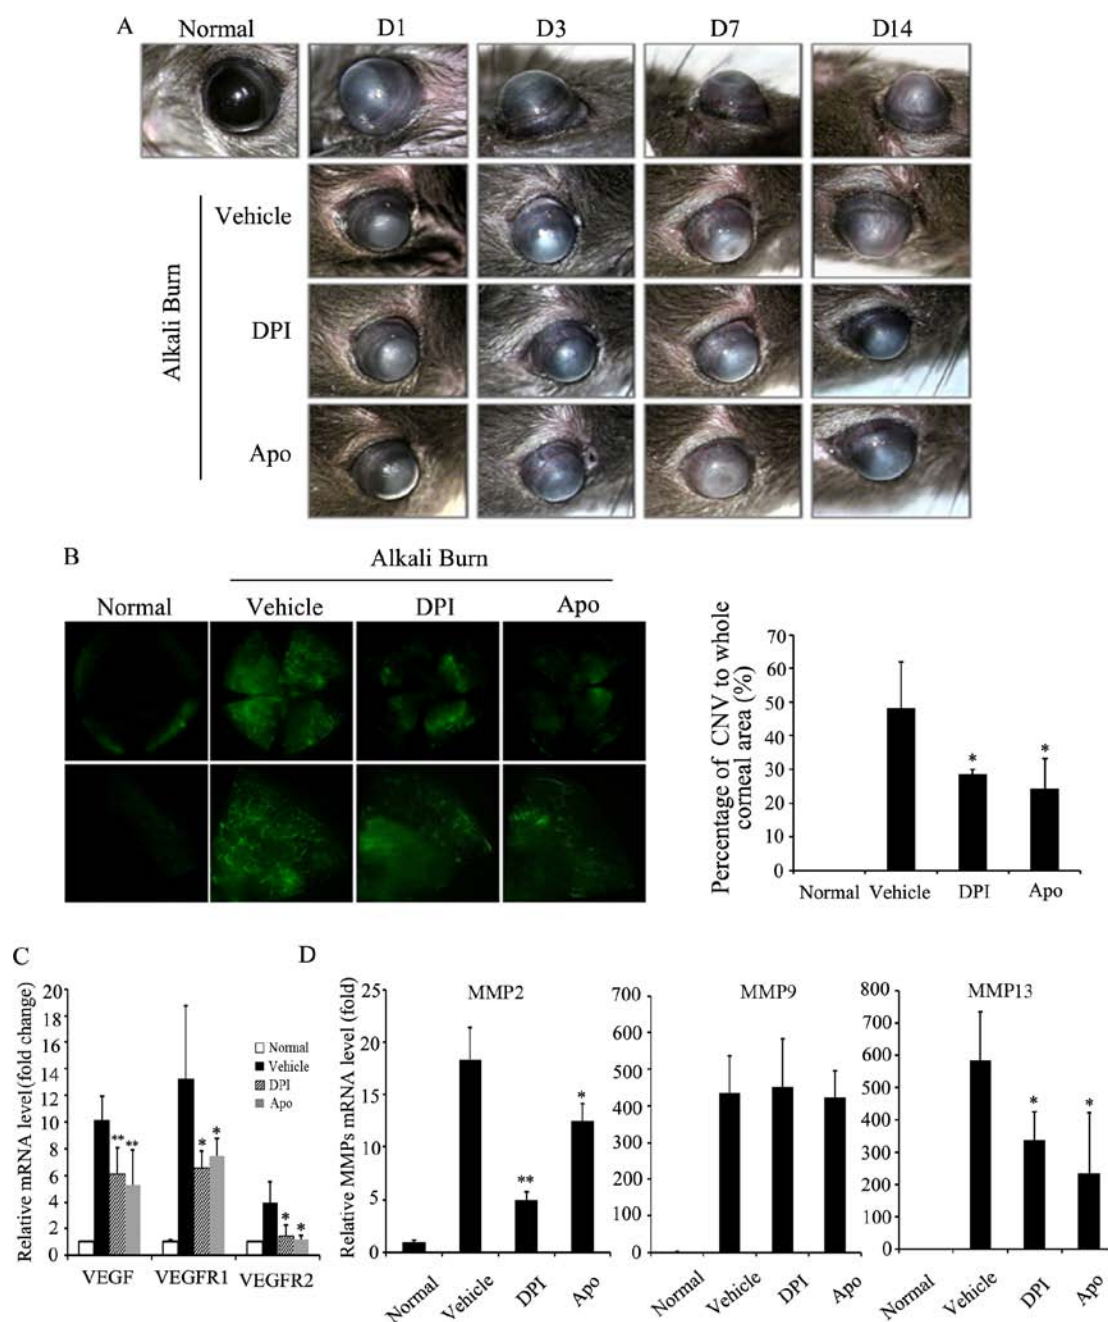 A
Normal D1 D3 D7 D14
Alkali Burn
Vehicle
DPI
Apo
B
Alkali Burn
Normal Vehicle DPI Apo
Percentage of CNV to whole
corneal area (%)
70
60
50
40
30
20
10
0
* *
Normal Vehicle DPI Apo
C
Relative mRNA level(fold change)
20
18
16
14
12
10
8
6
4
2
0
Normal
Vehicle
DPI
Apo
** ** * * * *
VEGF VEGFR1 VEGFR2
D
Relative MMPs mRNA level (fold)
MMP2
25
20
15
10
5
0
** *
Normal Vehicle DPI Apo
MMP9
700
600
500
400
300
200
100
0
Normal Vehicle DPI Apo
MMP13
800
700
600
500
400
300
200
100
0
* *
Normal Vehicle DPI Apo